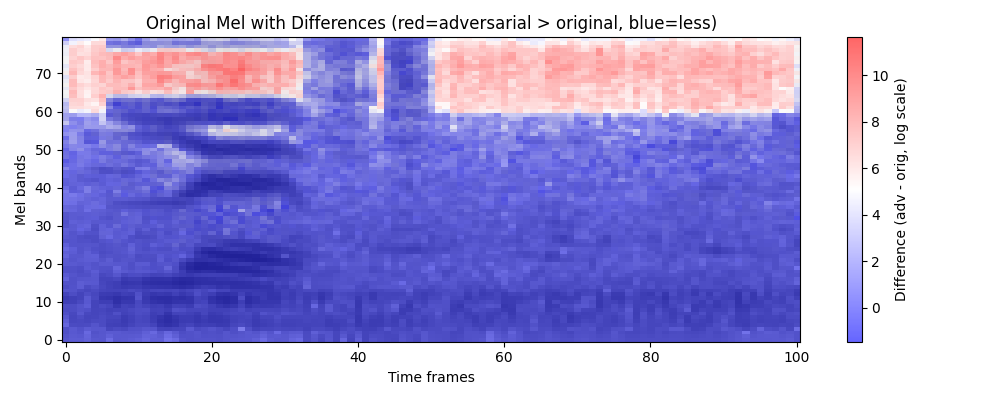 Original Mel with Differences (red=adversarial > original, blue=less)
Mel bands
70
60
50
40
30
20
10
0
0 20 40 60 80 100
Time frames
10
8
6
4
2
0
Difference (adv - orig, log scale)